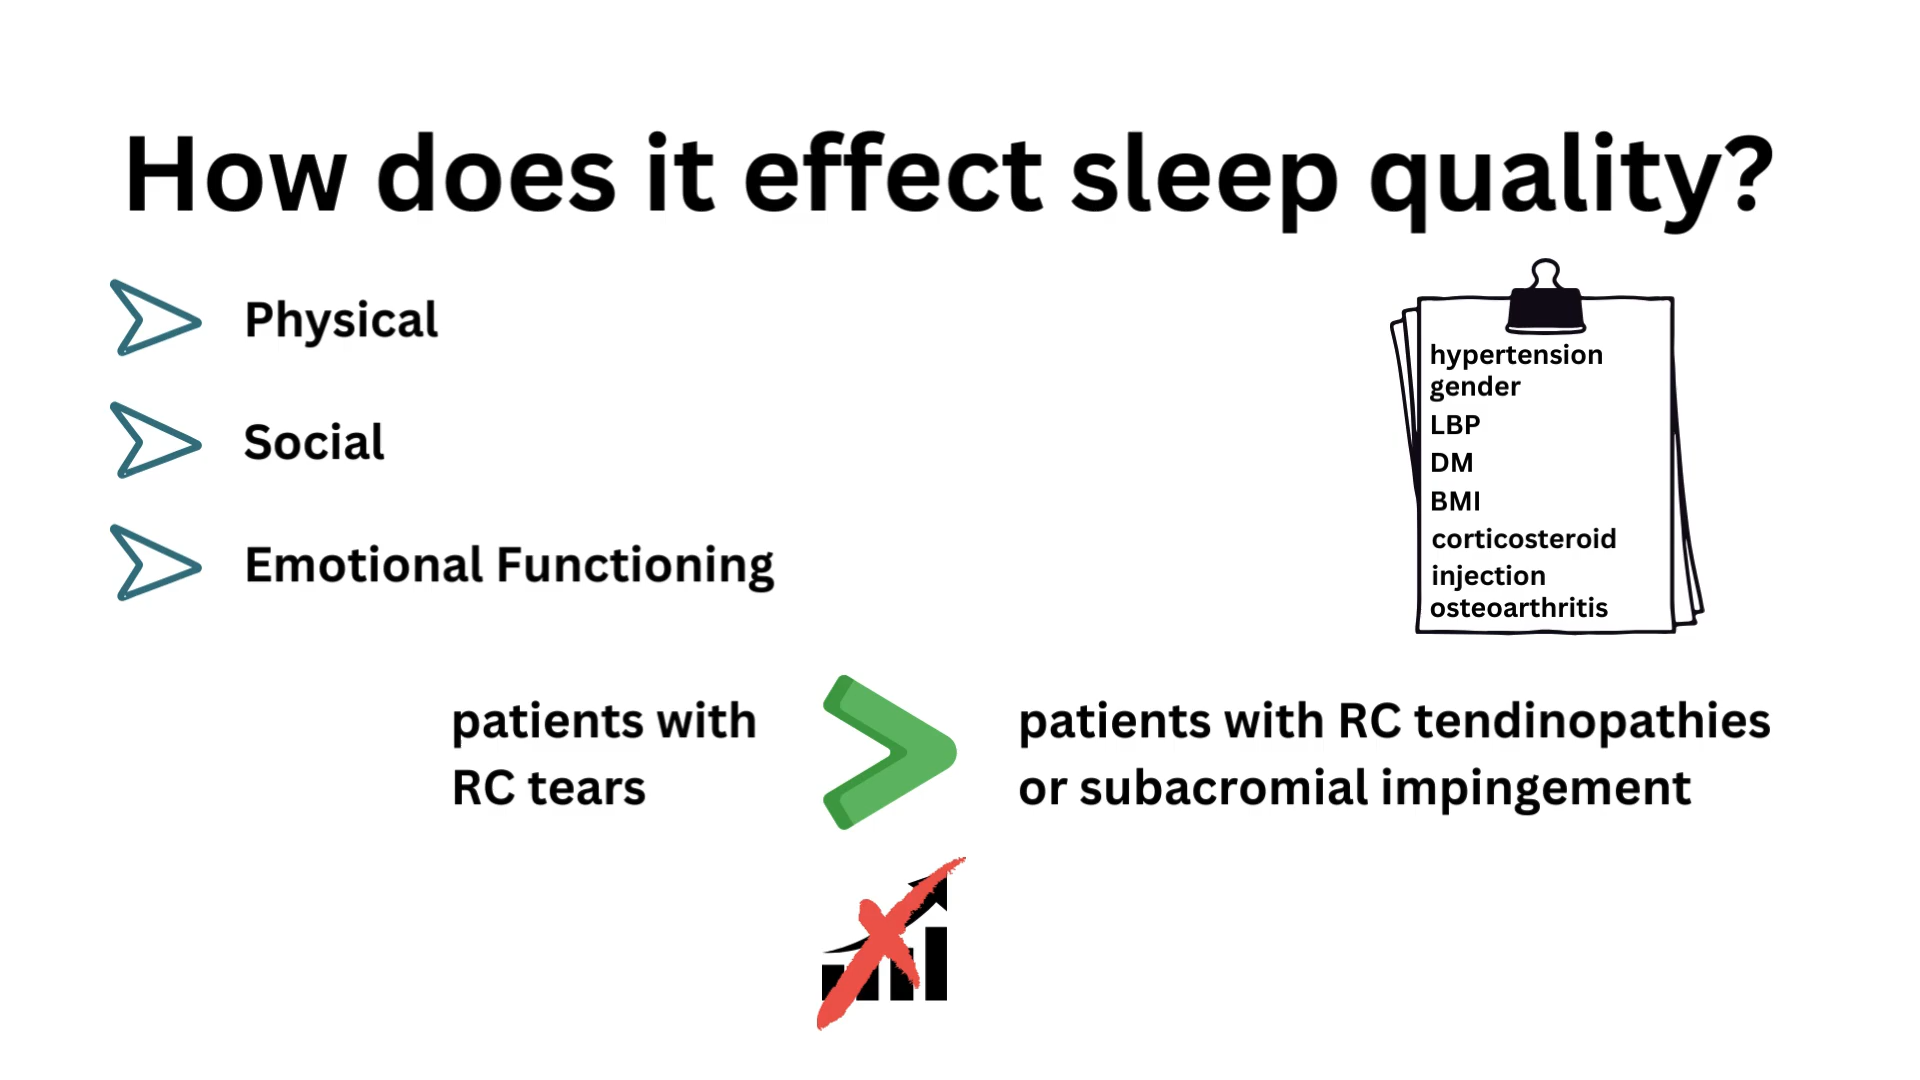 How does it effect sleep quality?
Physical
Social
Emotional Functioning
hypertension
gender
LBP
DM
BMI
corticosteroid
injection
osteoarthritis
patients with
RC tears
patients with RC tendinopathies
or subacromial impingement